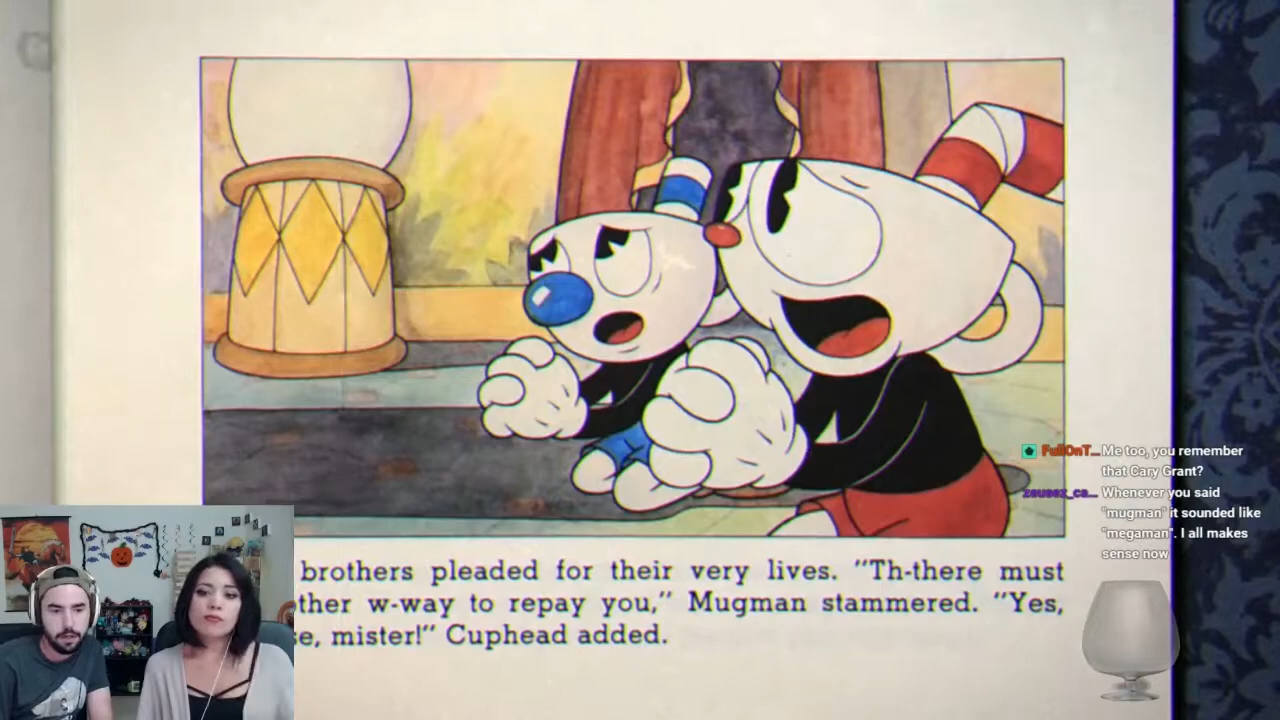 brothers pleaded for their very lives. "Th-there must
ther w-way to repay you," Mugman stammered. "Yes,
e, mister!" Cuphead added.
FullOnT... Me too, you remember
that Cary Grant?
zeusez_ca... Whenever you said
"mugman" it sounded like
"megaman". I all makes
sense now